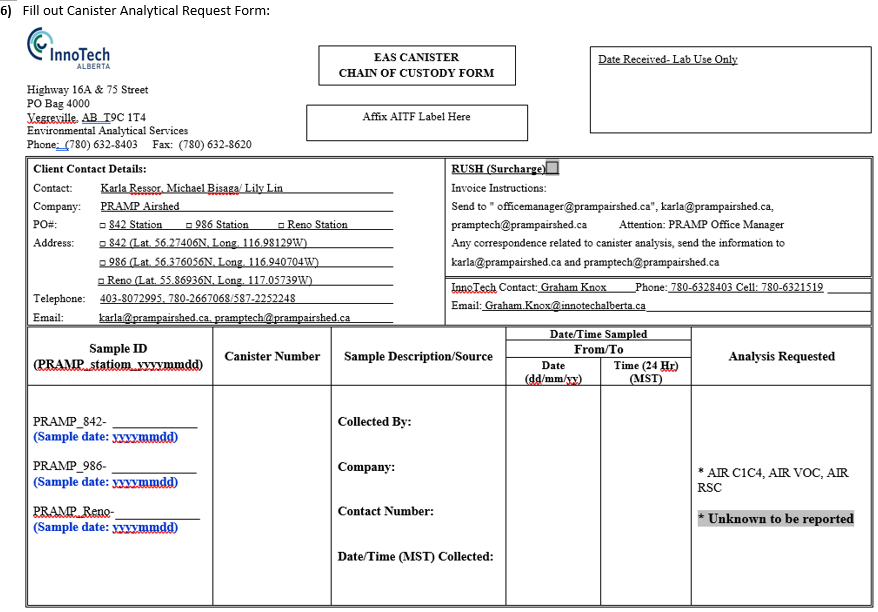 6) Fill out Canister Analytical Request Form:
InnoTech
ALBERTA
EAS CANISTER
CHAIN OF CUSTODY FORM
Date Received- Lab Use Only
Highway 16A & 75 Street
PO Bag 4000
Vegreville, AB T9C 1T4
Environmental Analytical Services
Phone: (780) 632-8403 Fax: (780) 632-8620
Affix AITF Label Here
Client Contact Details:
Contact: Karla Ressor, Michael Bisaga/ Lily Lin
Company: PRAMP Airshed
PO#: □ 842 Station □ 986 Station □ Reno Station
Address: □ 842 (Lat. 56.27406N, Long. 116.98129W)
□ 986 (Lat. 56.376056N, Long. 116.940704W)
□ Reno (Lat. 55.86936N, Long. 117.05739W)
Telephone: 403-8072995, 780-2667068/587-2252248
Email: karla@prampairshed.ca, pramptech@prampairshed.ca
RUSH (Surcharge)
Invoice Instructions:
Send to " officemanager@prampairshed.ca", karla@prampairshed.ca,
pramptech@prampairshed.ca Attention: PRAMP Office Manager
Any correspondence related to canister analysis, send the information to
karla@prampairshed.ca and pramptech@prampairshed.ca
InnoTech Contact: Graham Knox Phone: 780-6328403 Cell: 780-6321519
Email: Graham.Knox@innotechalberta.ca
Sample ID
(PRAMP_statiom_yyyymmdd)
Canister Number
Sample Description/Source
Date/Time Sampled
From/To
Date
(dd/mm/yy)
Time (24 Hr)
(MST)
Analysis Requested
PRAMP_842- ______________
(Sample date: yyyymmdd)
PRAMP_986- ______________
(Sample date: yyyymmdd)
PRAMP_Reno-______________
(Sample date: yyyymmdd)
Collected By:
Company:
Contact Number:
Date/Time (MST) Collected:
* AIR C1C4, AIR VOC, AIR
RSC
* Unknown to be reported